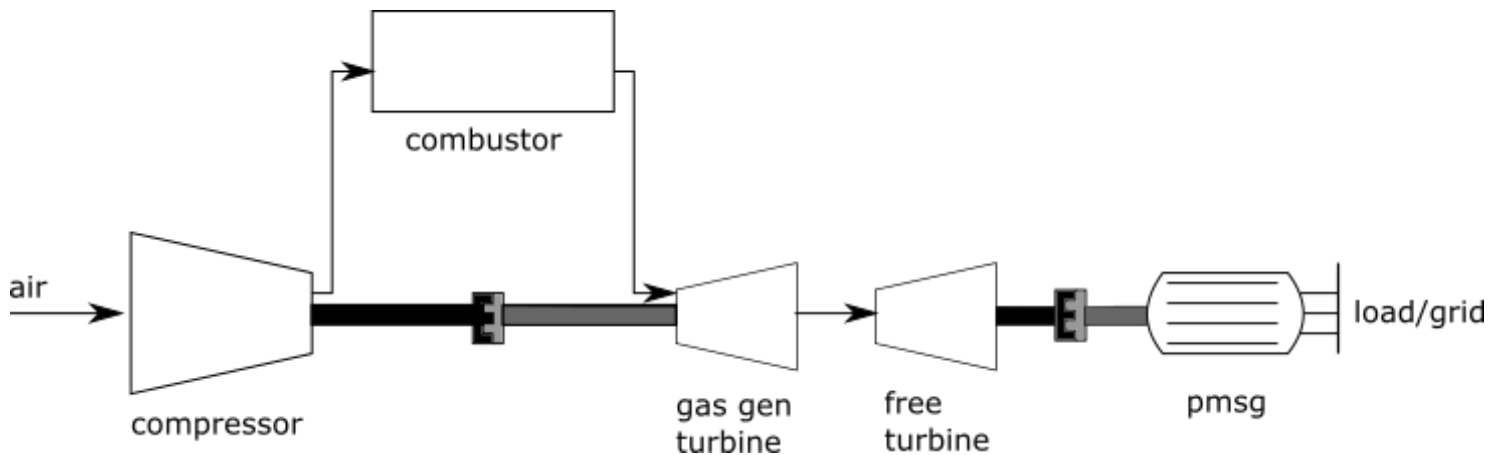 combustor
air
load/grid
compressor
gas gen
turbine
free
turbine
pmsg